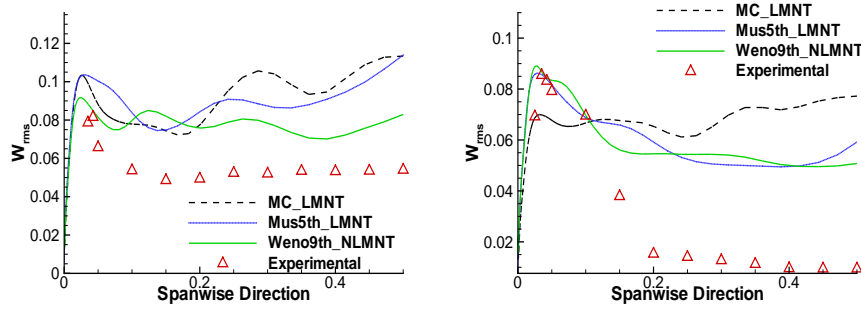 0.12
0.1
0.08
0.06
0.04
0.02
0
W rms
0 0.2 0.4
Spanwise Direction
MC_LMNT
Mus5th_LMNT
Weno9th_NLMNT
Experimental
MC_LMNT
Mus5th_LMNT
Weno9th_NLMNT
Experimental
0.1
0.08
0.06
0.04
0.02
W rms
0 0.2 0.4
Spanwise Direction